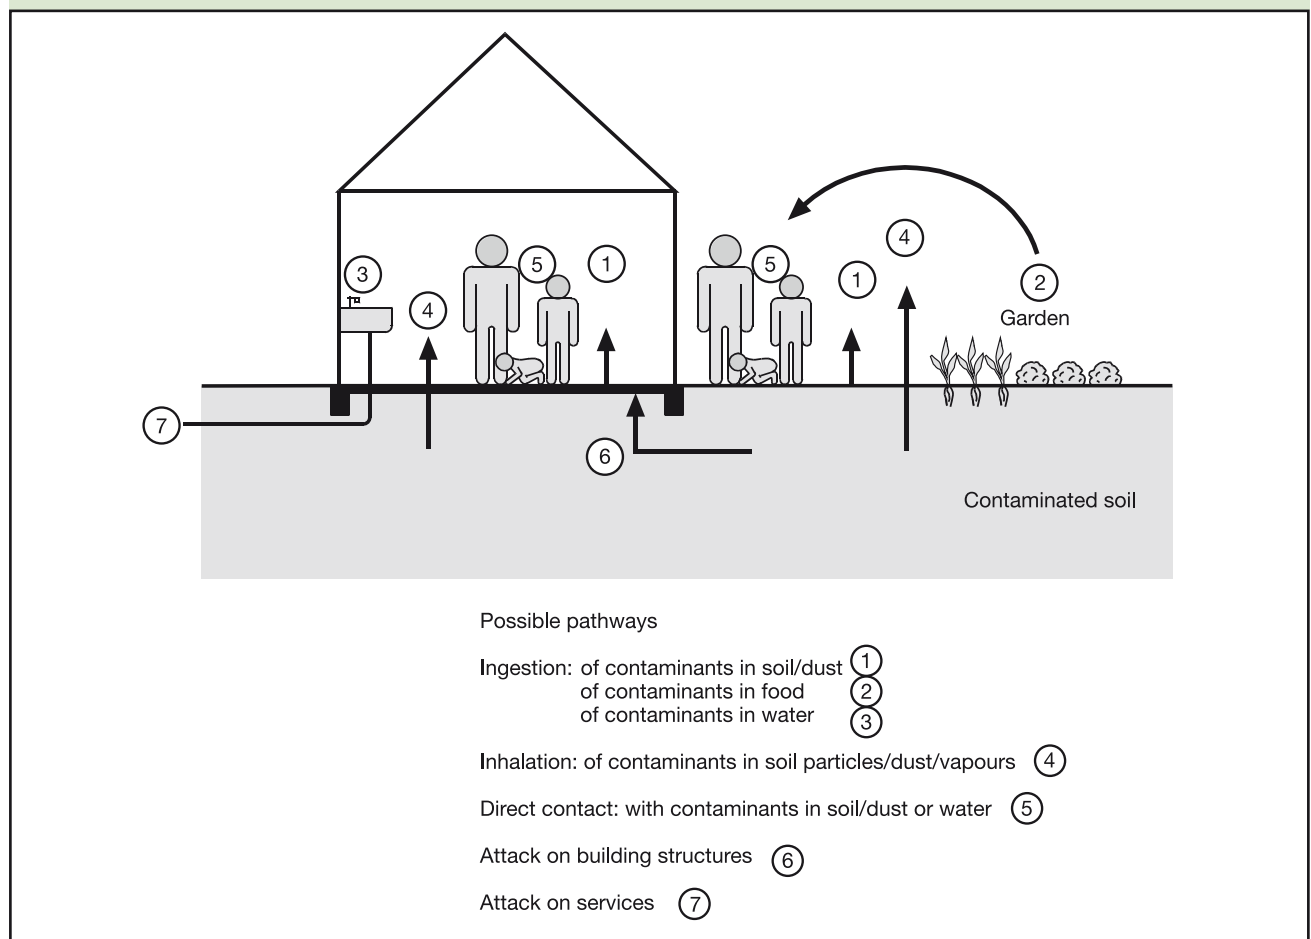 4
5
1
1
5
3
2
4
Garden
7
6
Contaminated soil
Possible pathways
Ingestion: of contaminants in soil/dust 1
of contaminants in food 2
of contaminants in water 3
Inhalation: of contaminants in soil particles/dust/vapours 4
Direct contact: with contaminants in soil/dust or water 5
Attack on building structures 6
Attack on services 7